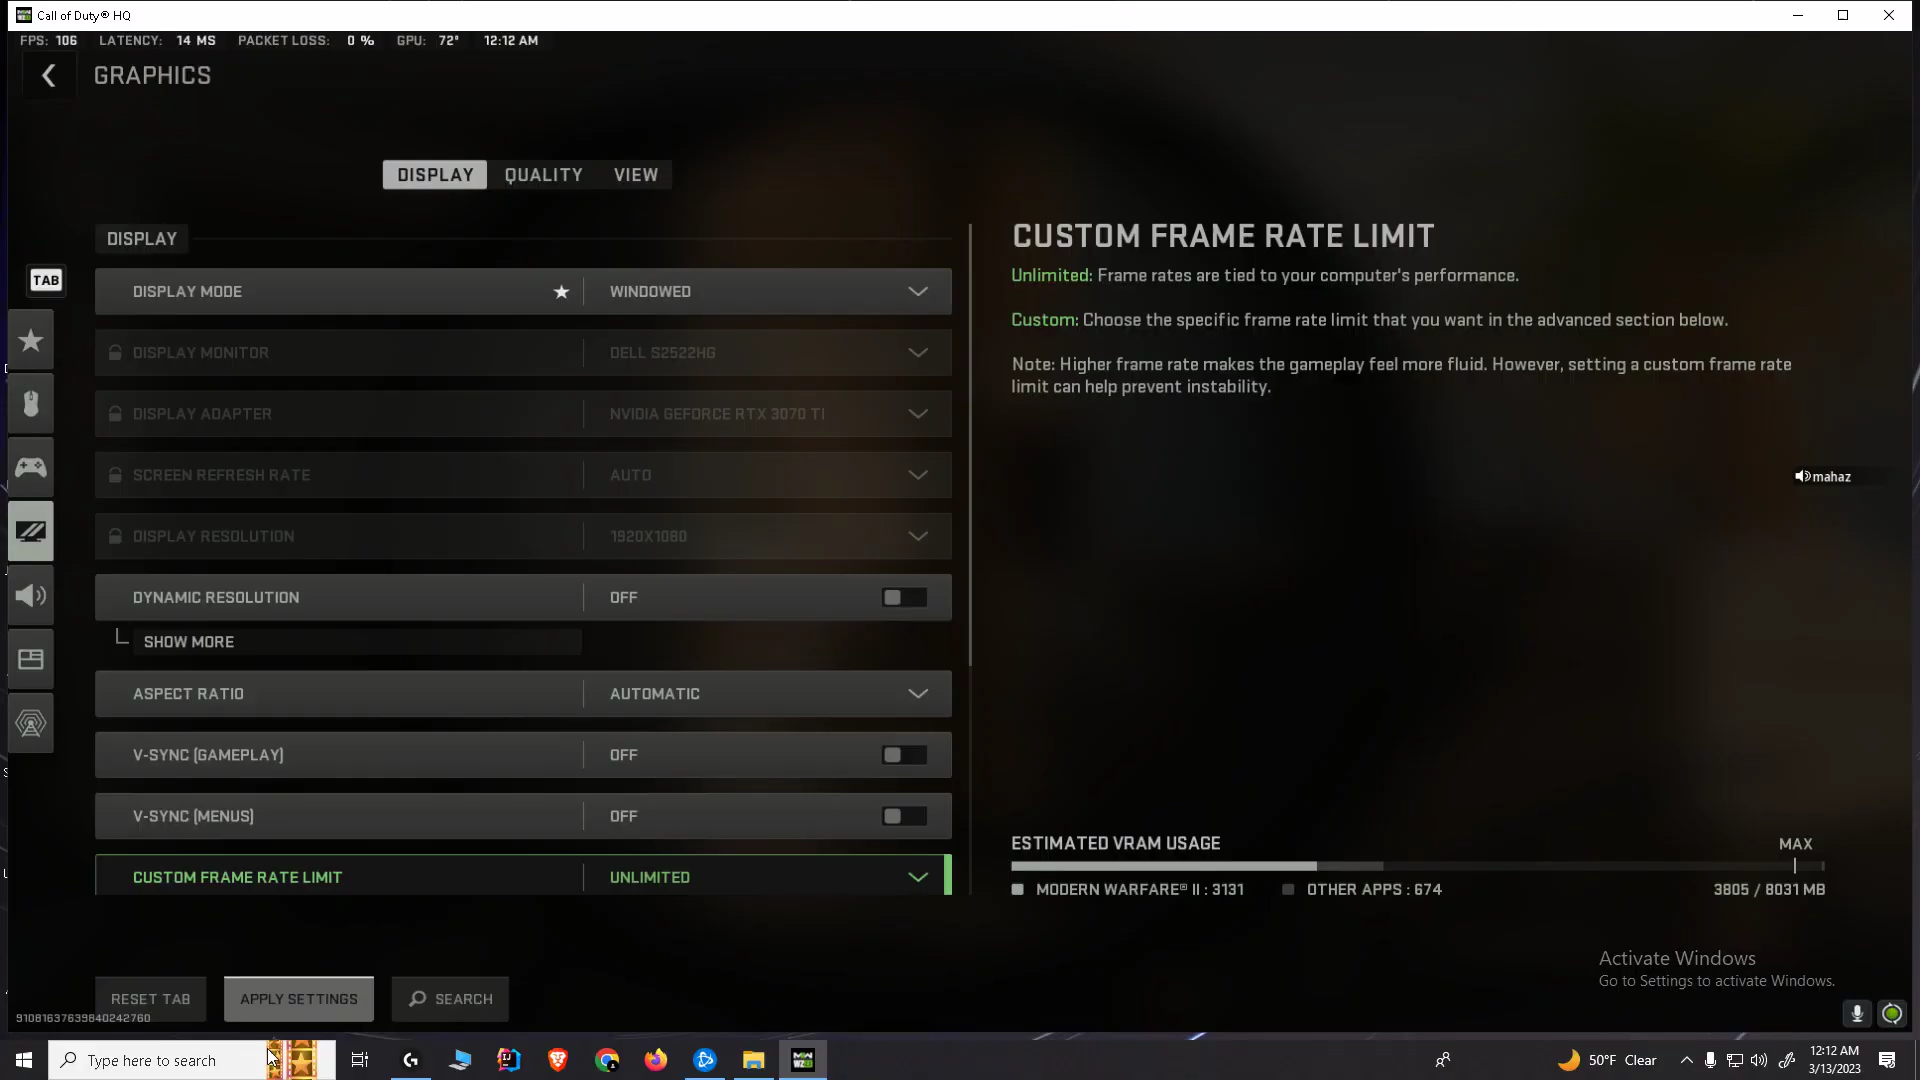 Call of Duty® HQ
FPS: 106 LATENCY: 14 MS PACKET LOSS: 0 % GPU: 72° 12:12 AM
GRAPHICS
DISPLAY QUALITY VIEW
DISPLAY
TAB
DISPLAY MODE WINDOWED
DISPLAY MONITOR DELL S2522HG
DISPLAY ADAPTER NVIDIA GEFORCE RTX 3070 TI
SCREEN REFRESH RATE AUTO
DISPLAY RESOLUTION 1920X1080
DYNAMIC RESOLUTION OFF
SHOW MORE
ASPECT RATIO AUTOMATIC
V-SYNC (GAMEPLAY) OFF
V-SYNC (MENUS) OFF
CUSTOM FRAME RATE LIMIT UNLIMITED
CUSTOM FRAME RATE LIMIT
Unlimited: Frame rates are tied to your computer's performance.
Custom: Choose the specific frame rate limit that you want in the advanced section below.
Note: Higher frame rate makes the gameplay feel more fluid. However, setting a custom frame rate
limit can help prevent instability.
mahaz
ESTIMATED VRAM USAGE MAX
MODERN WARFARE® II : 3131 OTHER APPS : 674 3805 / 8031 MB
Activate Windows
Go to Settings to activate Windows.
RESET TAB APPLY SETTINGS SEARCH
91081637639840242760
Type here to search
50°F Clear
12:12 AM
3/13/2023